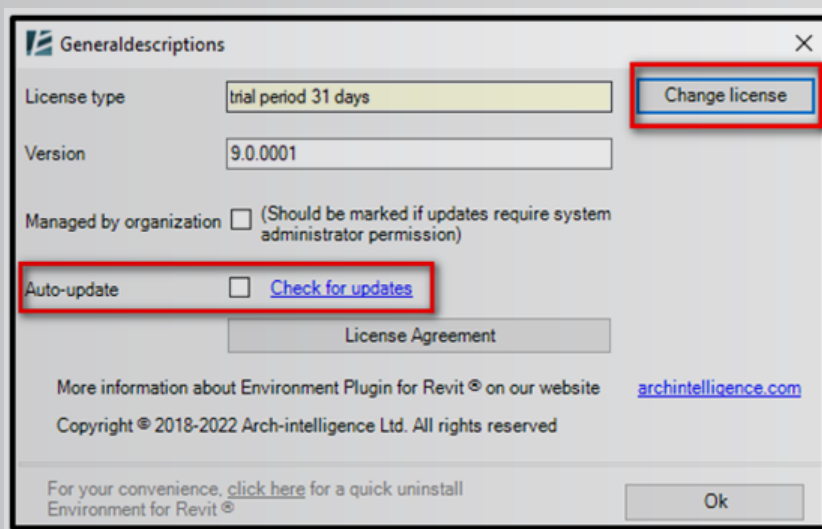 Generaldescriptions
License type
trial period 31 days
Change license
Version
9.0.0001
Managed by organization
(Should be marked if updates require system
administrator permission)
Auto-update
Check for updates
License Agreement
More information about Environment Plugin for Revit ® on our website archintelligence.com
Copyright ® 2018-2022 Arch-intelligence Ltd. All rights reserved
For your convenience, click here for a quick uninstall
Environment for Revit ®
Ok